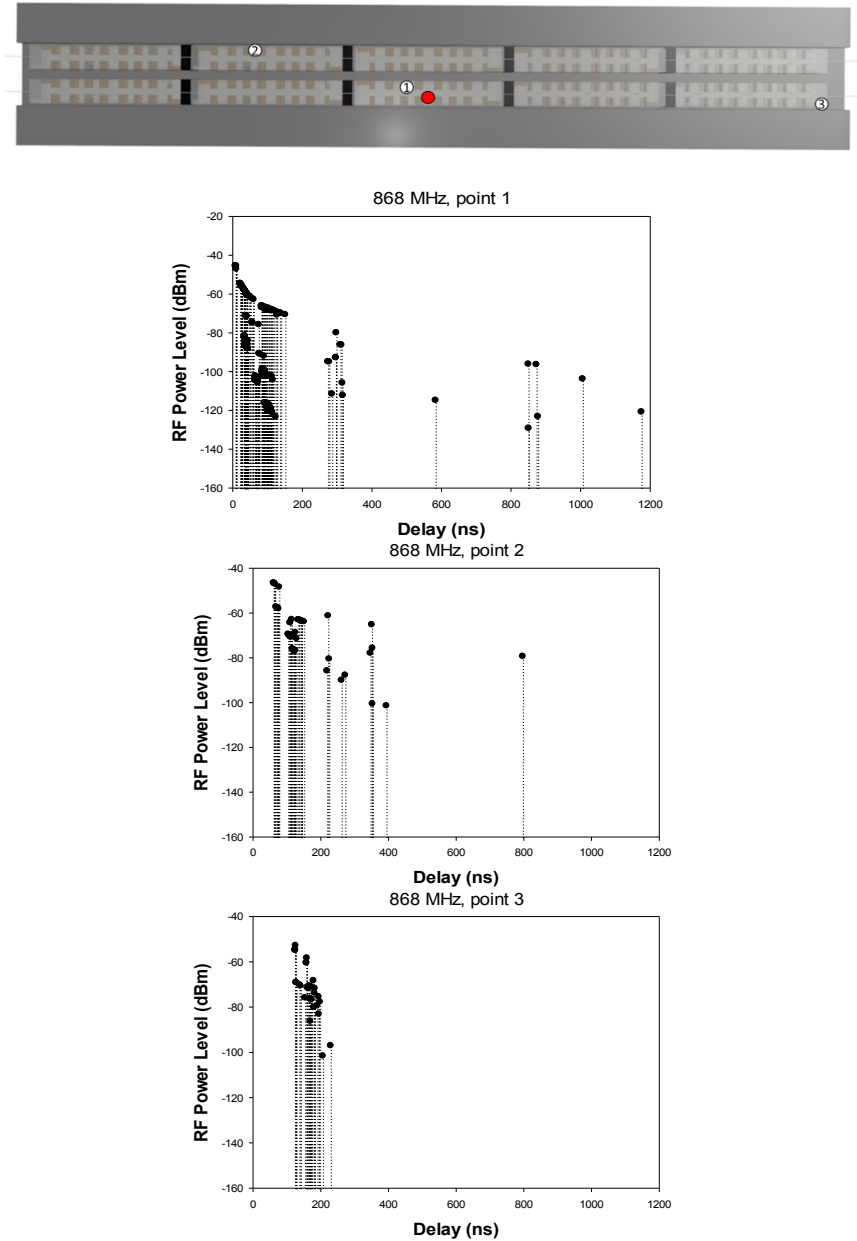 ②
①
③
868 MHz, point 1
RF Power Level (dBm)
-20
-40
-60
-80
-100
-120
-140
-160
0 200 400 600 800 1000 1200
Delay (ns)
868 MHz, point 2
RF Power Level (dBm)
-40
-60
-80
-100
-120
-140
-160
0 200 400 600 800 1000 1200
Delay (ns)
868 MHz, point 3
RF Power Level (dBm)
-40
-60
-80
-100
-120
-140
-160
0 200 400 600 800 1000 1200
Delay (ns)